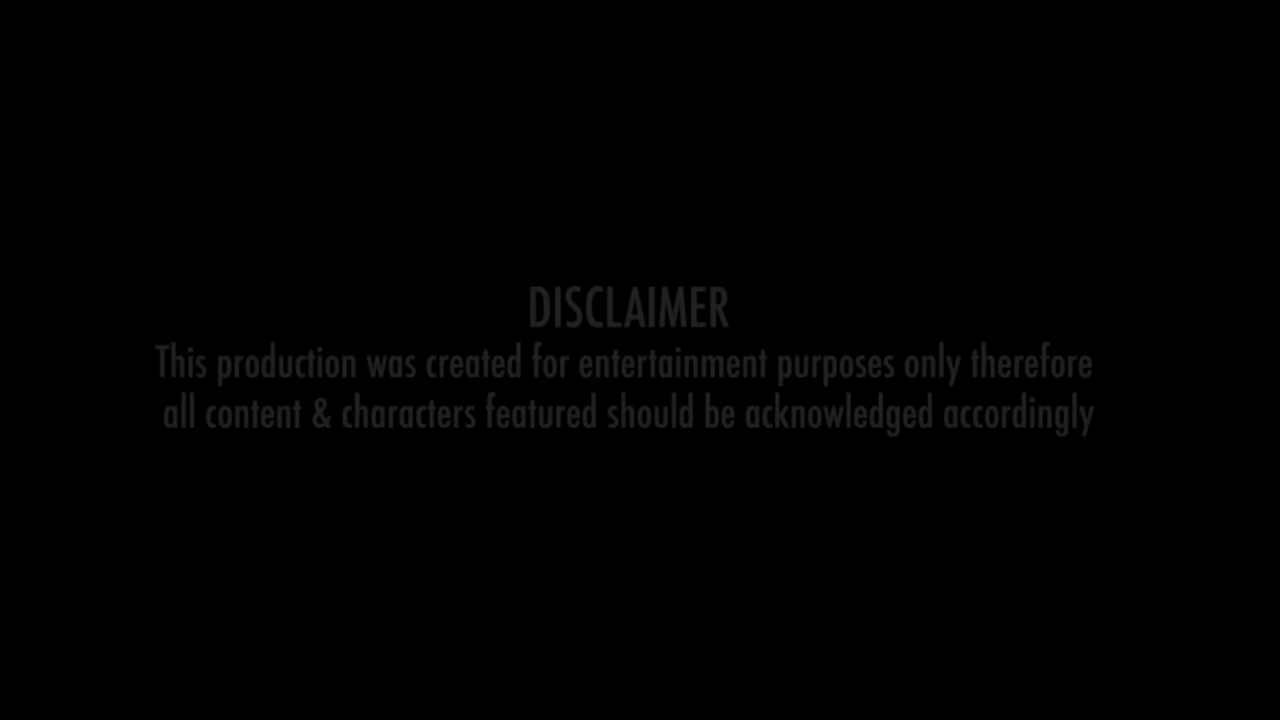 DISCLAIMER
This production was created for entertainment purposes only therefore
all content & characters featured should be acknowledged accordingly